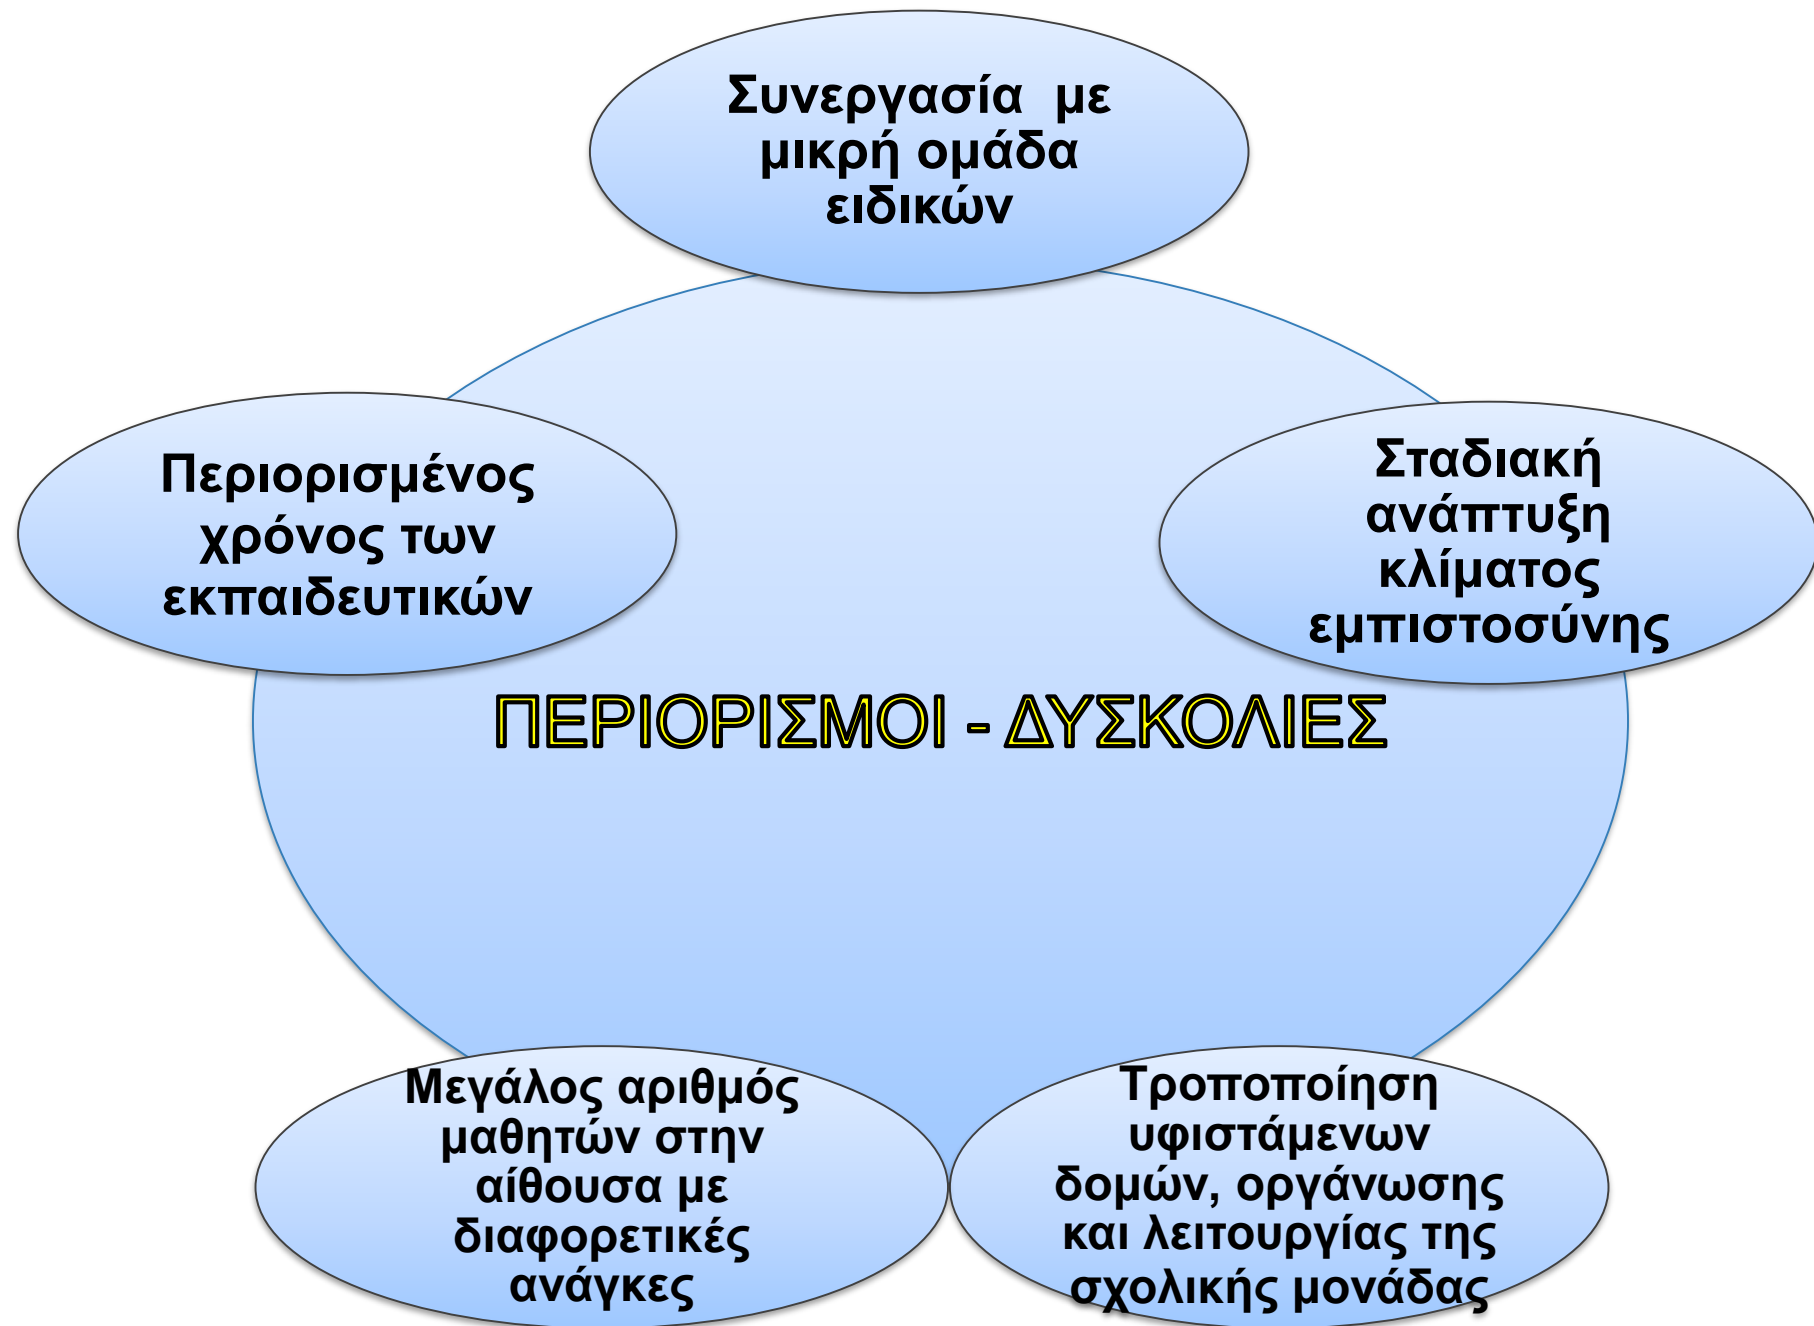 Συνεργασία με
μικρή ομάδα
ειδικών
Περιορισμένος
χρόνος των
εκπαιδευτικών
Σταδιακή
ανάπτυξη
κλίματος
εμπιστοσύνης
ΠΕΡΙΟΡΙΣΜΟΙ - ΔΥΣΚΟΛΙΕΣ
Μεγάλος αριθμός
μαθητών στην
αίθουσα με
διαφορετικές
ανάγκες
Τροποποίηση
υφιστάμενων
δομών, οργάνωσης
και λειτουργίας της
σχολικής μονάδας